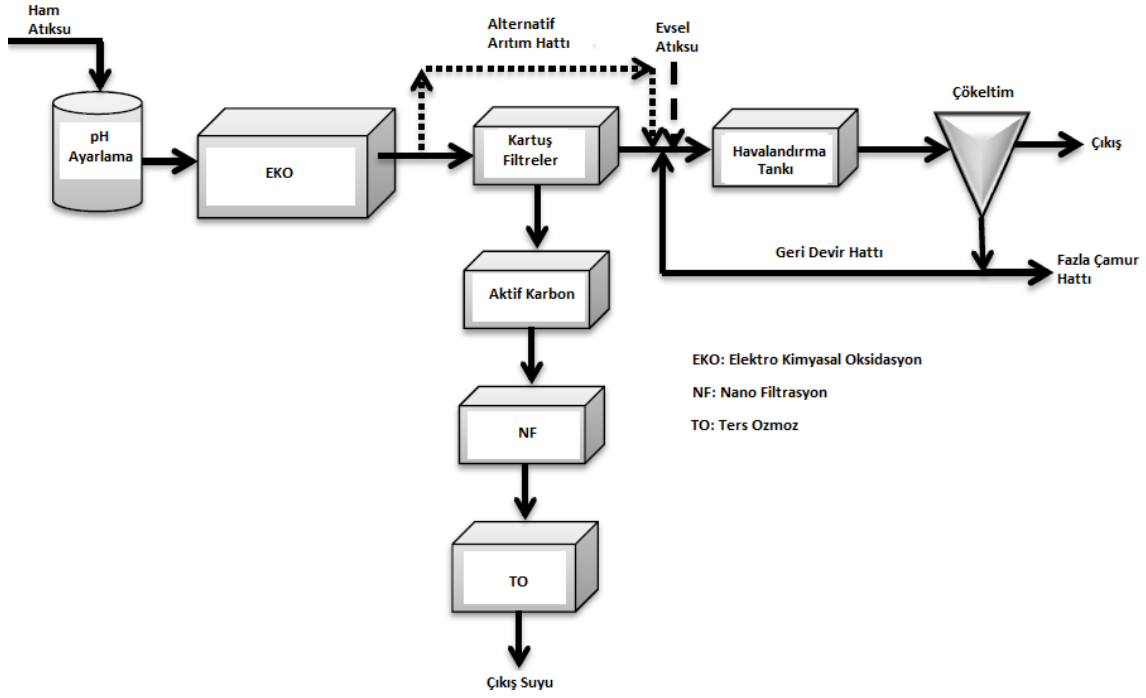 Ham
Atıksu
Alternatif
Arıtım Hattı
Evsel
Atıksu
Çökeltim
pH
Ayarlama
EKO
Kartuş
Filtreler
Havalandırma
Tankı
Çıkış
Geri Devir Hattı
Fazla Çamur
Hattı
Aktif Karbon
EKO: Elektro Kimyasal Oksidasyon
NF: Nano Filtrasyon
TO: Ters Ozmoz
NF
TO
Çıkış Suyu